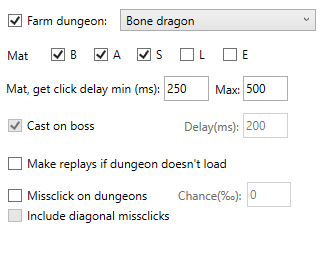 Farm dungeon: Bone dragon
Mat B A S L E
Mat, get click delay min (ms): 250 Max: 500
Cast on boss Delay(ms): 200
Make replays if dungeon doesn't load
Missclick on dungeons Chance(‰): 0
Include diagonal missclicks